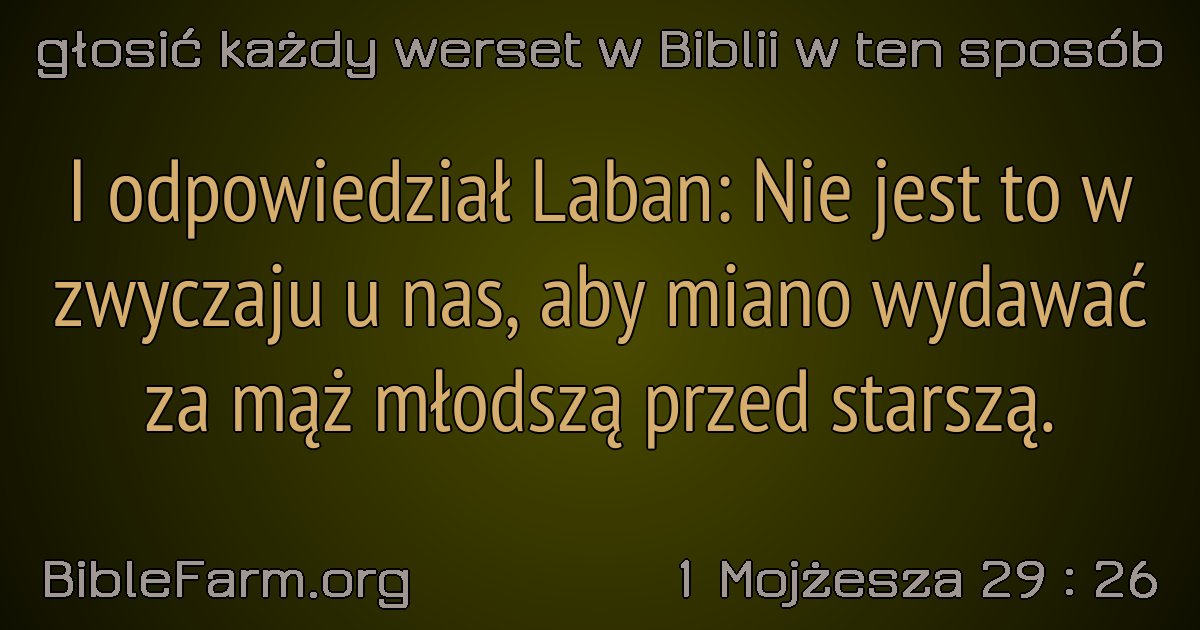 głosić każdy werset w Biblii w ten sposób
I odpowiedział Laban: Nie jest to w
zwyczaju u nas, aby miano wydawać
za mąż młodszą przed starszą.
BibleFarm.org
1 Mojżesza 29 : 26